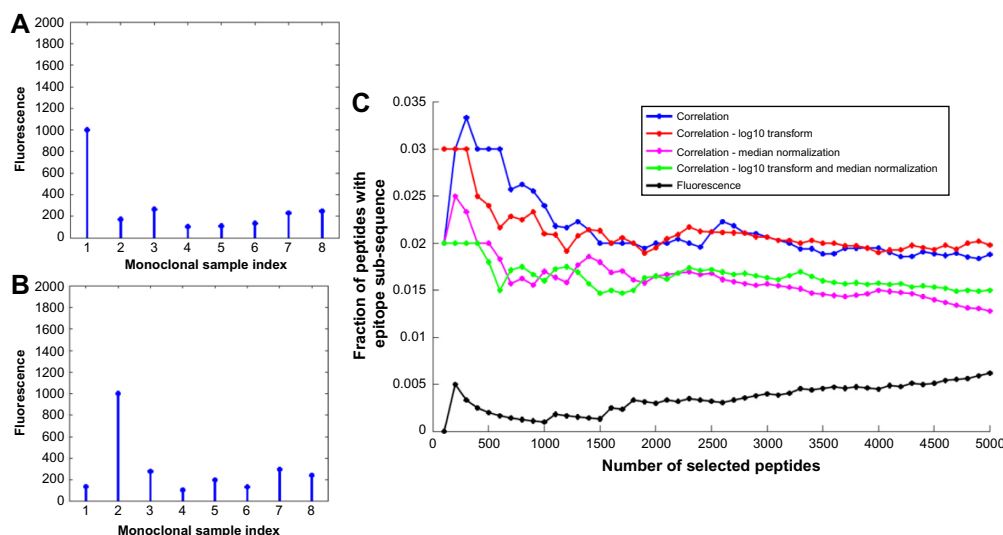 A
2000
1800
1600
1400
1200
1000
800
600
400
200
0
Fluorescence
1 2 3 4 5 6 7 8
Monoclonal sample index
B
2000
1800
1600
1400
1200
1000
800
600
400
200
0
Fluorescence
1 2 3 4 5 6 7 8
Monoclonal sample index
C
0.035
0.03
0.025
0.02
0.015
0.01
0.005
0
Fraction of peptides with
epitope sub-sequence
Correlation
Correlation - log10 transform
Correlation - median normalization
Correlation - log10 transform and median normalization
Fluorescence
0 500 1000 1500 2000 2500 3000 3500 4000 4500 5000
Number of selected peptides